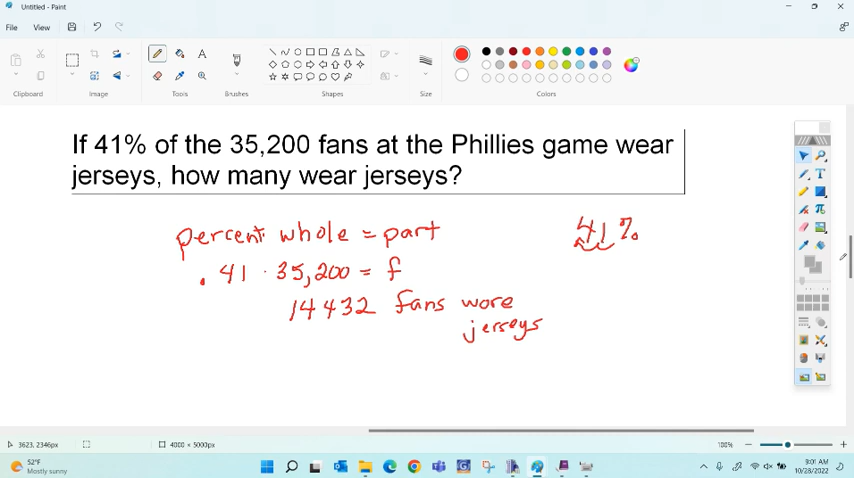 Untitled - Paint
File View
Clipboard Image Tools Brushes Shapes Size Colors
If 41% of the 35,200 fans at the Phillies game wear
jerseys, how many wear jerseys?
percent · whole = part
41%
.41 · 35,200 = f
14432 fans wore
jerseys
3623, 2346px
4000 × 5000px
100%
52°F
Mostly sunny
9:01 AM
10/28/2022